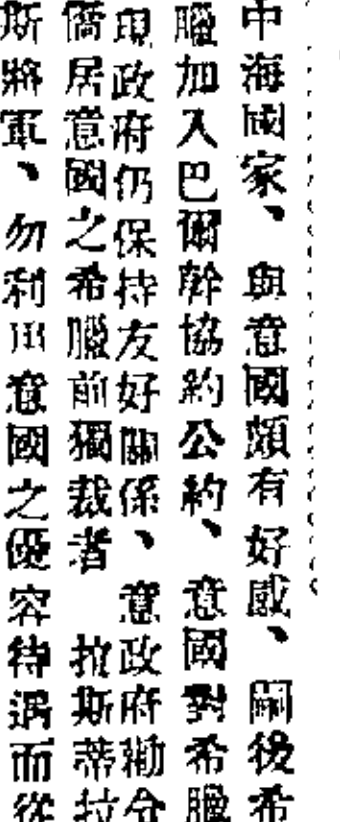 中海國家、與意國頗有好感、嗣後希
臘加入巴爾幹協約公約、意國對希臘
現政府仍保持友好關係、意政府勸令
僑居意國之希臘前獨裁者 拉斯蒂拉
斯將軍、勿利用意國之優容待遇而從